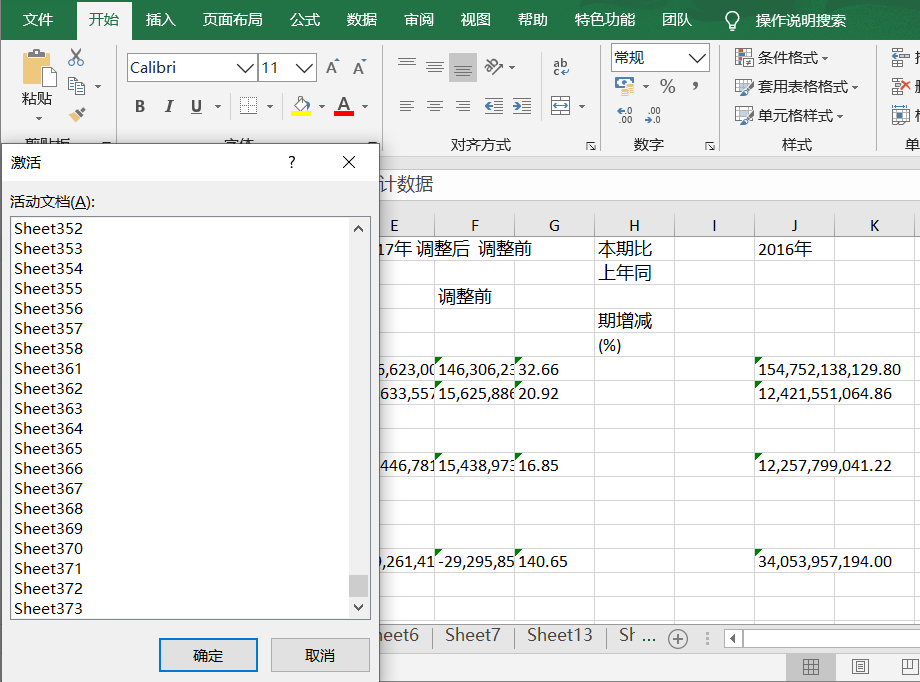 文件 开始 插入 页面布局 公式 数据 审阅 视图 帮助 特色功能 团队 操作说明搜索
粘贴 Calibri 11 常规 条件格式
B I U ab % , 套用表格格式
.00 .0 .00 .0 单元格样式
对齐方式 数字 样式 单
激活 ? 
活动文档(A):
Sheet352
Sheet353
Sheet354
Sheet355
Sheet356
Sheet357
Sheet358
Sheet361
Sheet362
Sheet363
Sheet364
Sheet365
Sheet366
Sheet367
Sheet368
Sheet369
Sheet370
Sheet371
Sheet372
Sheet373
确定 取消
计数据
E F G H I J K
17年 调整后 调整前 本期比 2016年
上年同
调整前
期增减
(%)
,623,00 146,306,23 32.66 154,752,138,129.80
633,557 15,625,886 20.92 12,421,551,064.86
446,781 15,438,973 16.85 12,257,799,041.22
,261,41 -29,295,85 140.65 34,053,957,194.00
eet6 Sheet7 Sheet13 Sh ...